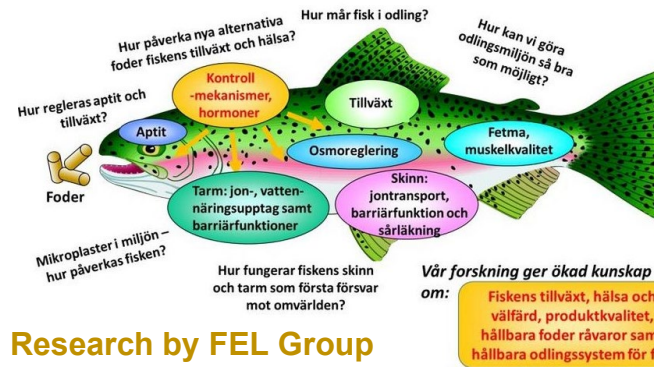 Hur påverka nya alternativa
foder fiskens tillväxt och hälsa?
Hur mår fisk i odling?
Hur kan vi göra
odlingsmiljön så bra
som möjligt?
Hur regleras aptit och
tillväxt?
Kontroll
-mekanismer,
hormoner
Tillväxt
Aptit
Osmoreglering
Fetma,
muskelkvalitet
Foder
Tarm: jon-, vatten-
näringsupptag samt
barriärfunktioner
Skinn:
jontransport,
barriärfunktion och
sårläkning
Mikroplaster i miljön –
hur påverkas fisken?
Hur fungerar fiskens skinn
och tarm som första försvar
mot omvärlden?
Vår forskning ger ökad kunskap
om:
Fiskens tillväxt, hälsa och
välfärd, produktkvalitet,
hållbara foder råvaror sam
hållbara odlingssystem för f
Research by FEL Group